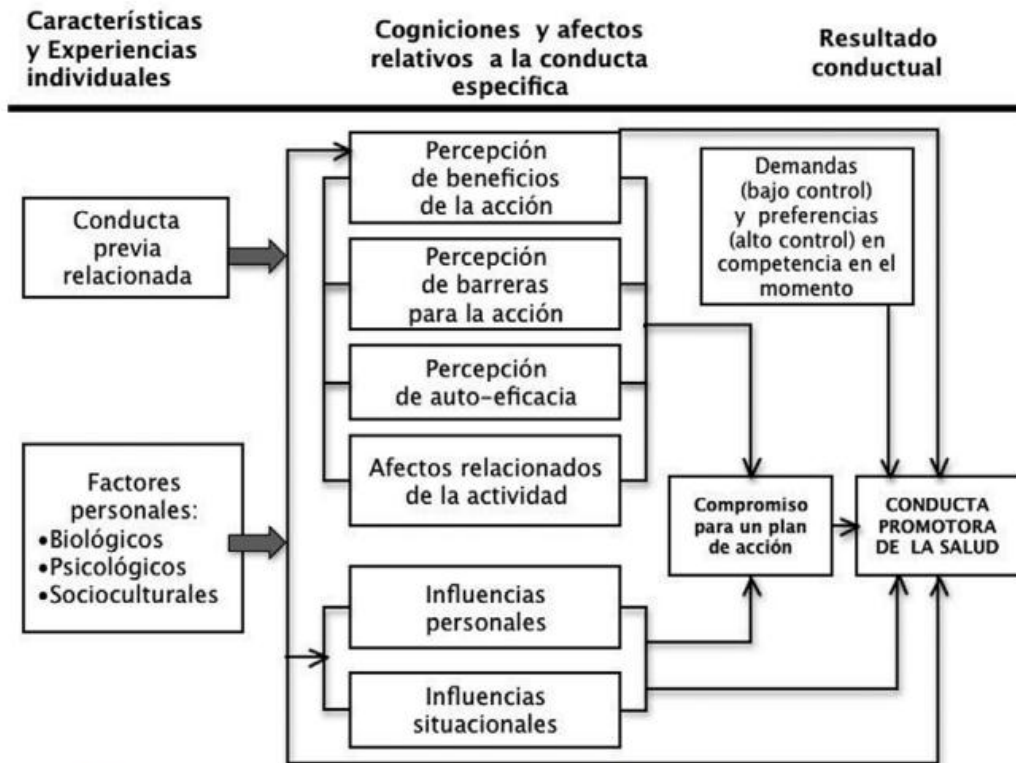 Características
y Experiencias
individuales
Cogniciones y afectos
relativos a la conducta
especifica
Resultado
conductual
Conducta
previa
relacionada
Factores
personales:
•Biológicos
•Psicológicos
•Socioculturales
Percepción
de beneficios
de la acción
Percepción
de barreras
para la acción
Percepción
de auto-eficacia
Afectos relacionados
de la actividad
Influencias
personales
Influencias
situacionales
Demandas
(bajo control)
y preferencias
(alto control) en
competencia en el
momento
Compromiso
para un plan
de acción
CONDUCTA
PROMOTORA
DE LA SALUD